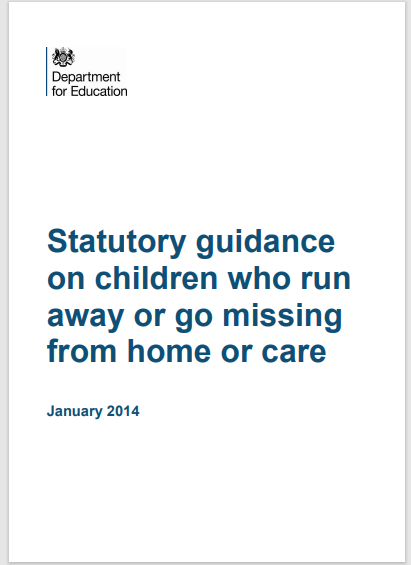 Department
for Education
Statutory guidance
on children who run
away or go missing
from home or care
January 2014